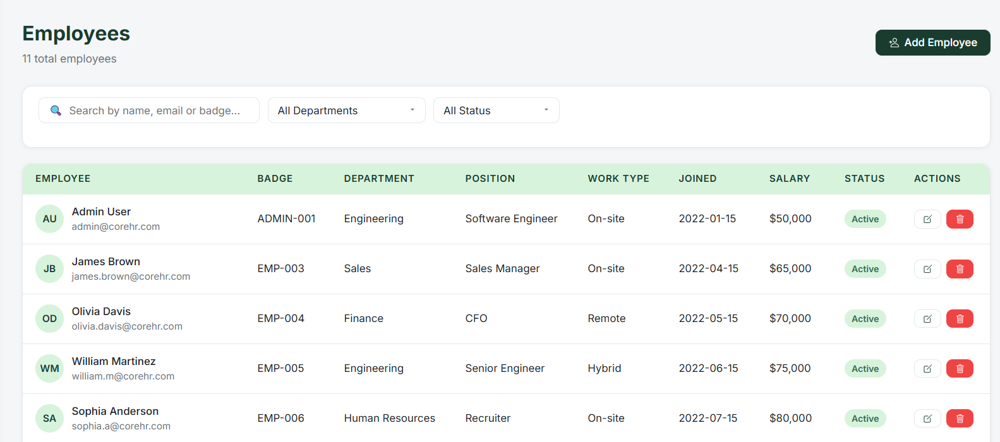 Employees
11 total employees
Add Employee
Search by name, email or badge...
All Departments
All Status
EMPLOYEE BADGE DEPARTMENT POSITION WORK TYPE JOINED SALARY STATUS ACTIONS
AU Admin User admin@corehr.com ADMIN-001 Engineering Software Engineer On-site 2022-01-15 $50,000 Active
JB James Brown james.brown@corehr.com EMP-003 Sales Sales Manager On-site 2022-04-15 $65,000 Active
OD Olivia Davis olivia.davis@corehr.com EMP-004 Finance CFO Remote 2022-05-15 $70,000 Active
WM William Martinez william.m@corehr.com EMP-005 Engineering Senior Engineer Hybrid 2022-06-15 $75,000 Active
SA Sophia Anderson sophia.a@corehr.com EMP-006 Human Resources Recruiter On-site 2022-07-15 $80,000 Active